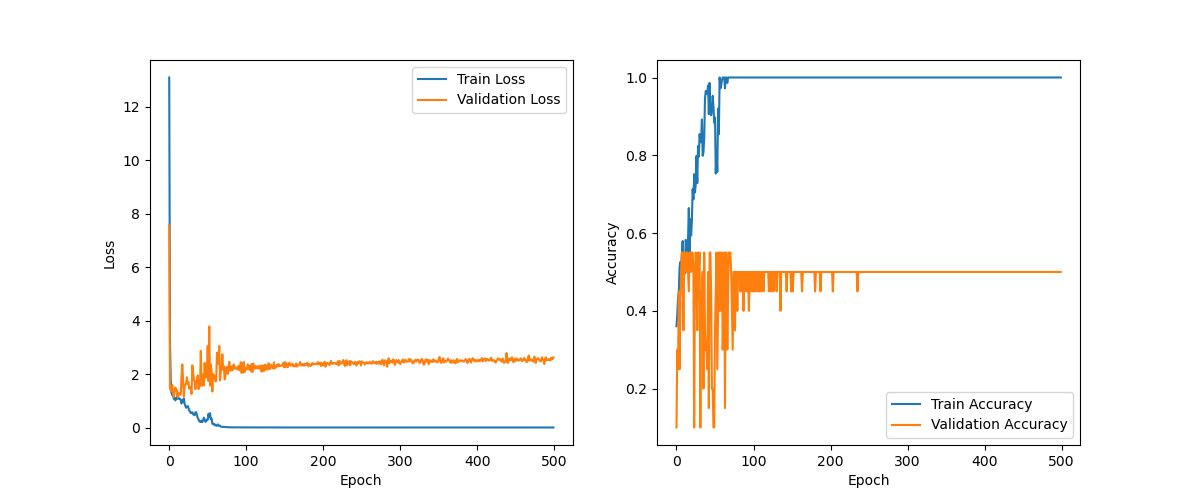 Train Loss
Validation Loss
12
10
8
6
4
2
0
Loss
0 100 200 300 400 500
Epoch
1.0
0.8
0.6
0.4
0.2
Accuracy
Train Accuracy
Validation Accuracy
0 100 200 300 400 500
Epoch